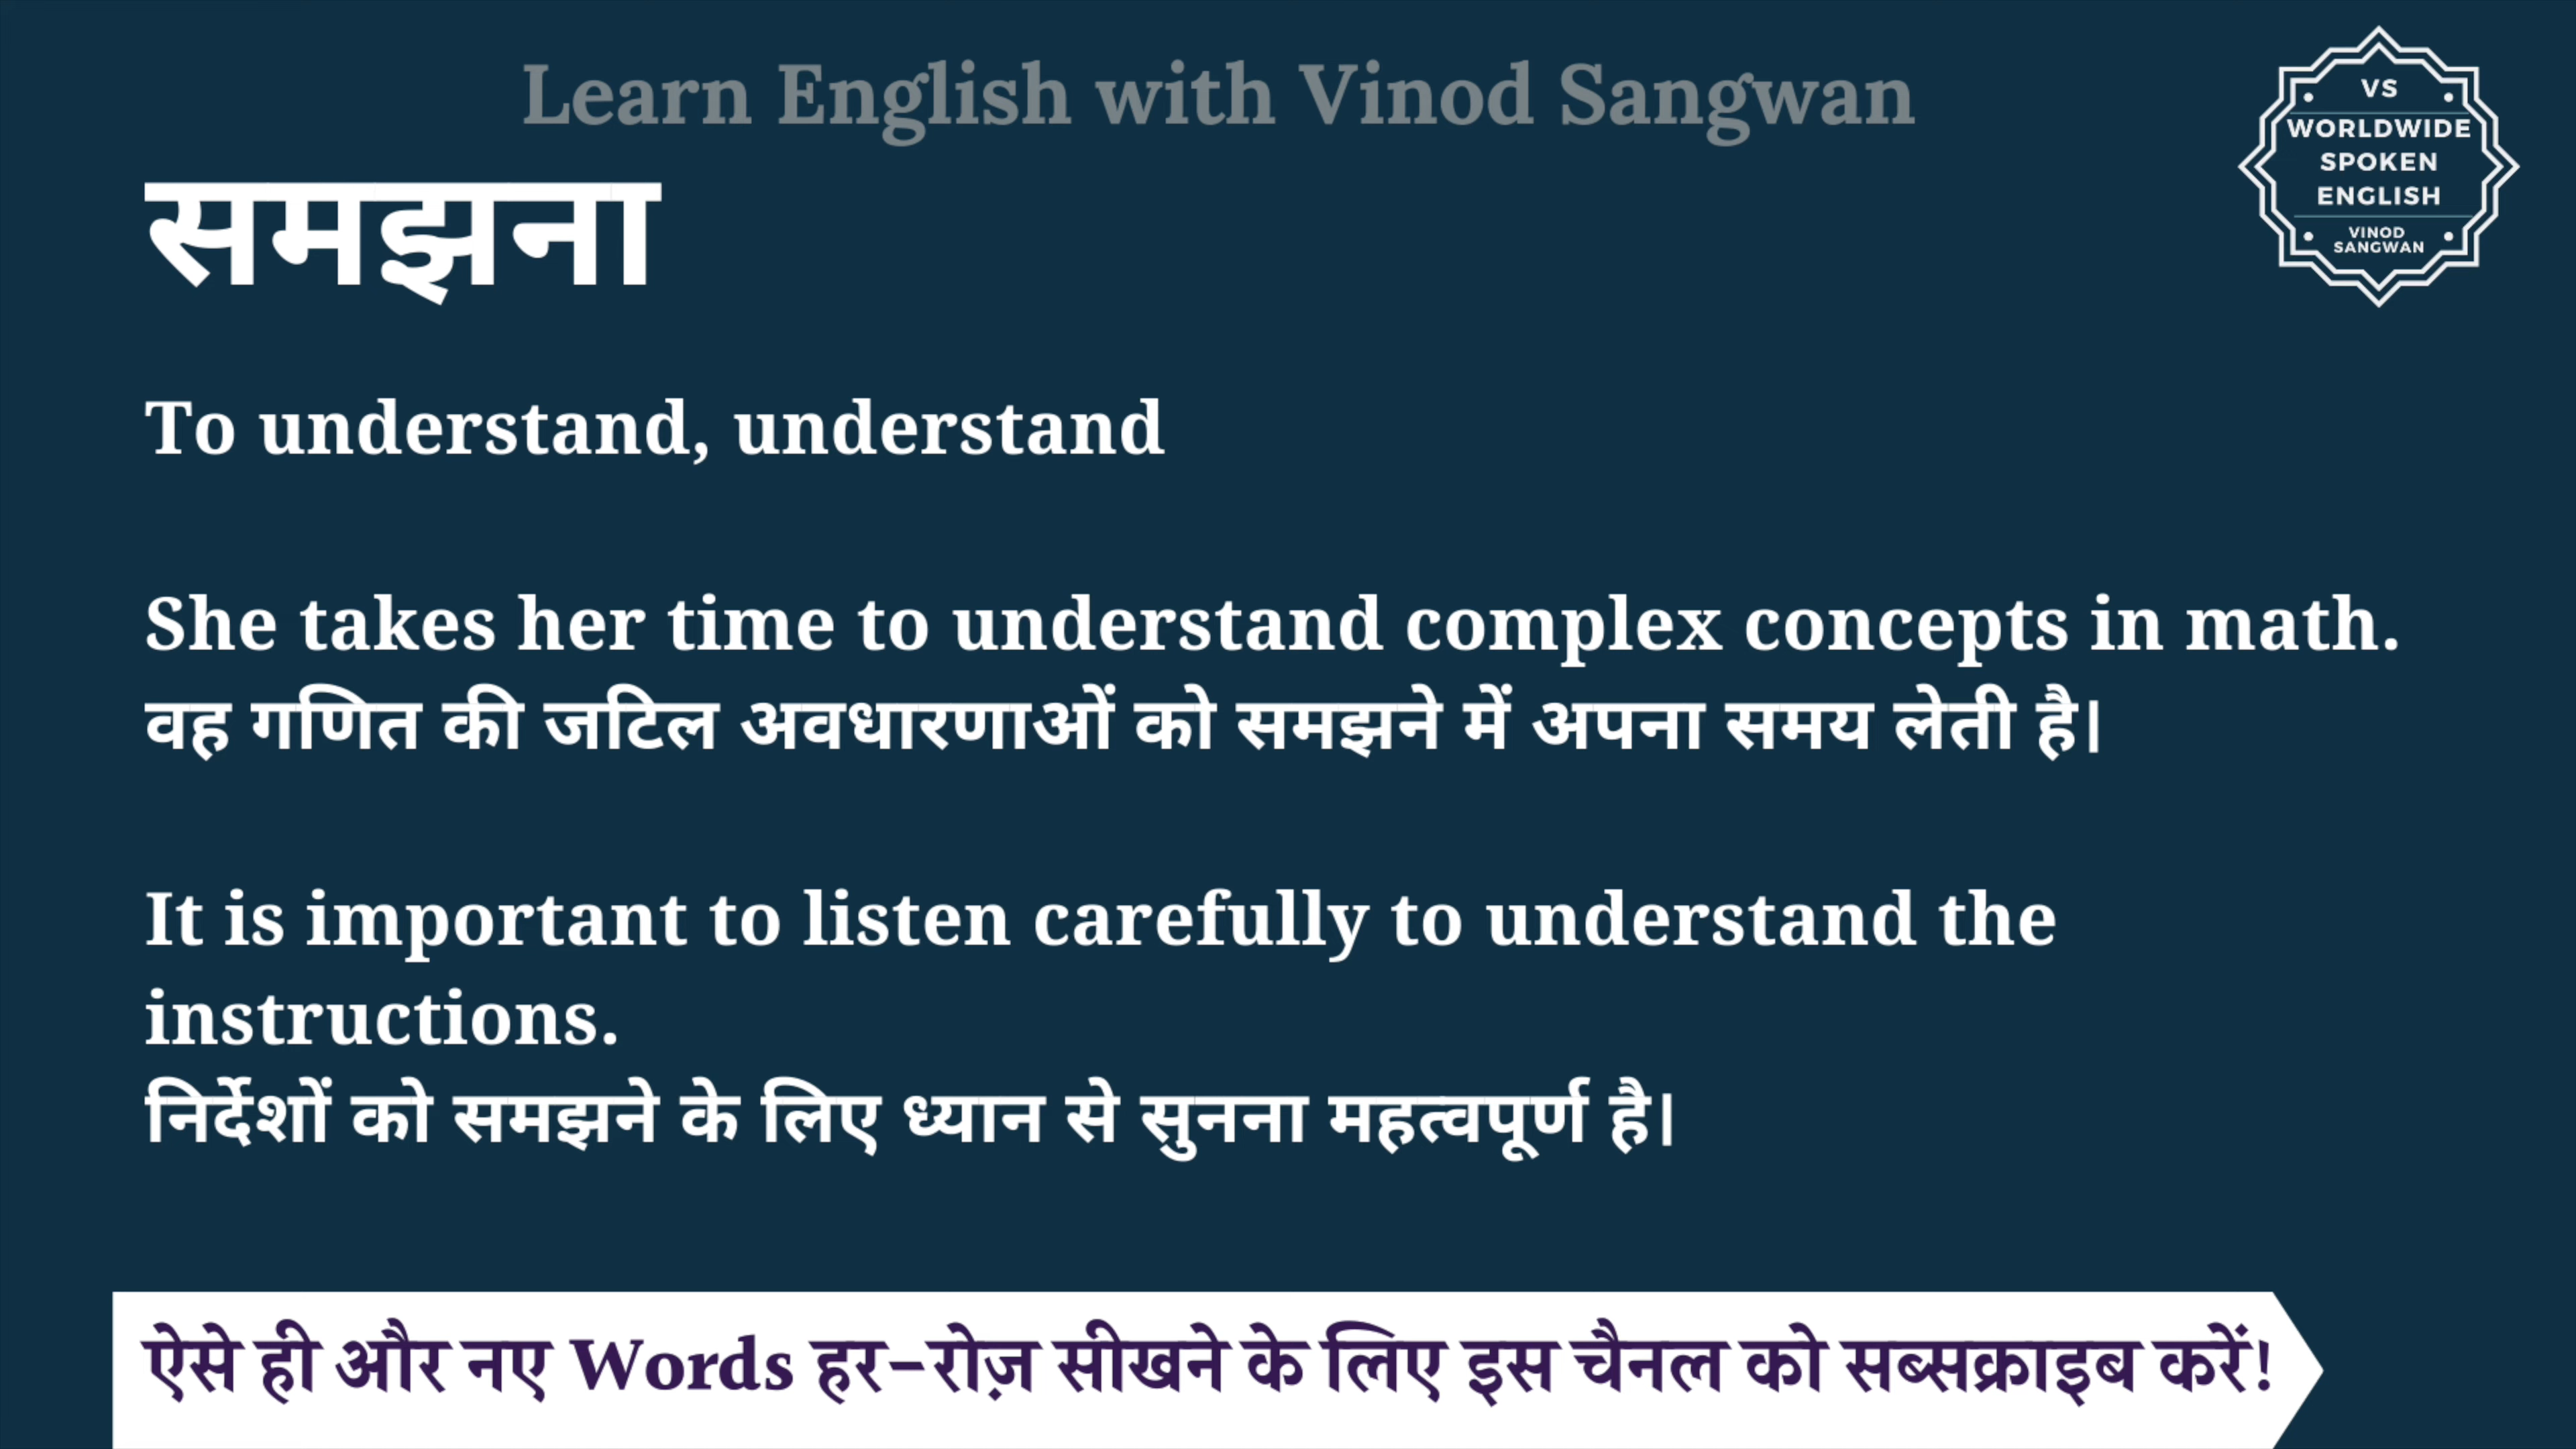 Learn English with Vinod Sangwan
VS
WORLDWIDE
SPOKEN
ENGLISH
VINOD
SANGWAN
समझना
To understand, understand
She takes her time to understand complex concepts in math.
वह गणित की जटिल अवधारणाओं को समझने में अपना समय लेती है।
It is important to listen carefully to understand the
instructions.
निर्देशों को समझने के लिए ध्यान से सुनना महत्वपूर्ण है।
ऐसे ही और नए Words हर-रोज़ सीखने के लिए इस चैनल को सब्सक्राइब करें!